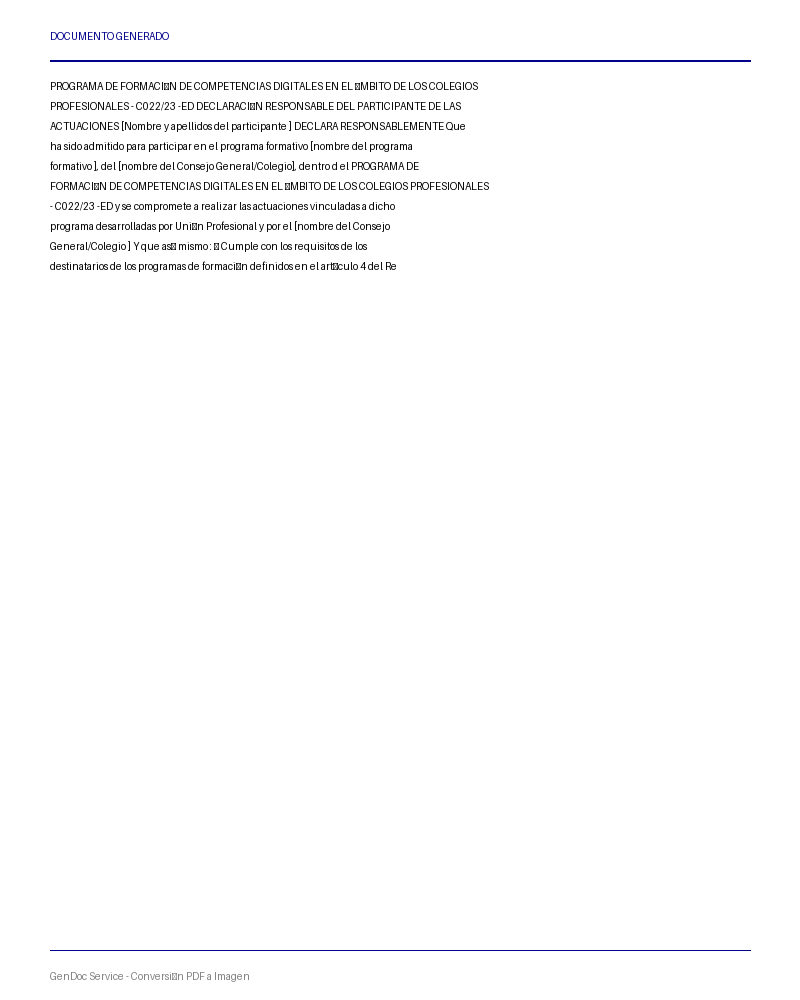 DOCUMENTO GENERADO
PROGRAMA DE FORMACI☒N DE COMPETENCIAS DIGITALES EN EL ☒MBITO DE LOS COLEGIOS
PROFESIONALES - C022/23 -ED DECLARACI☒N RESPONSABLE DEL PARTICIPANTE DE LAS
ACTUACIONES [Nombre y apellidos del participante ] DECLARA RESPONSABLEMENTE Que
ha sido admitido para participar en el programa formativo [nombre del programa
formativo ], del [nombre del Consejo General/Colegio], dentro d el PROGRAMA DE
FORMACI☒N DE COMPETENCIAS DIGITALES EN EL ☒MBITO DE LOS COLEGIOS PROFESIONALES
- C022/23 -ED y se compromete a realizar las actuaciones vinculadas a dicho
programa desarrolladas por Uni☒n Profesional y por el [nombre del Consejo
General/Colegio ] Y que as☒ mismo : ☒ Cumple con los requisitos de los
destinatarios de los programas de formaci☒n definidos en el art☒culo 4 del Re
GenDoc Service - Conversi☒n PDF a Imagen